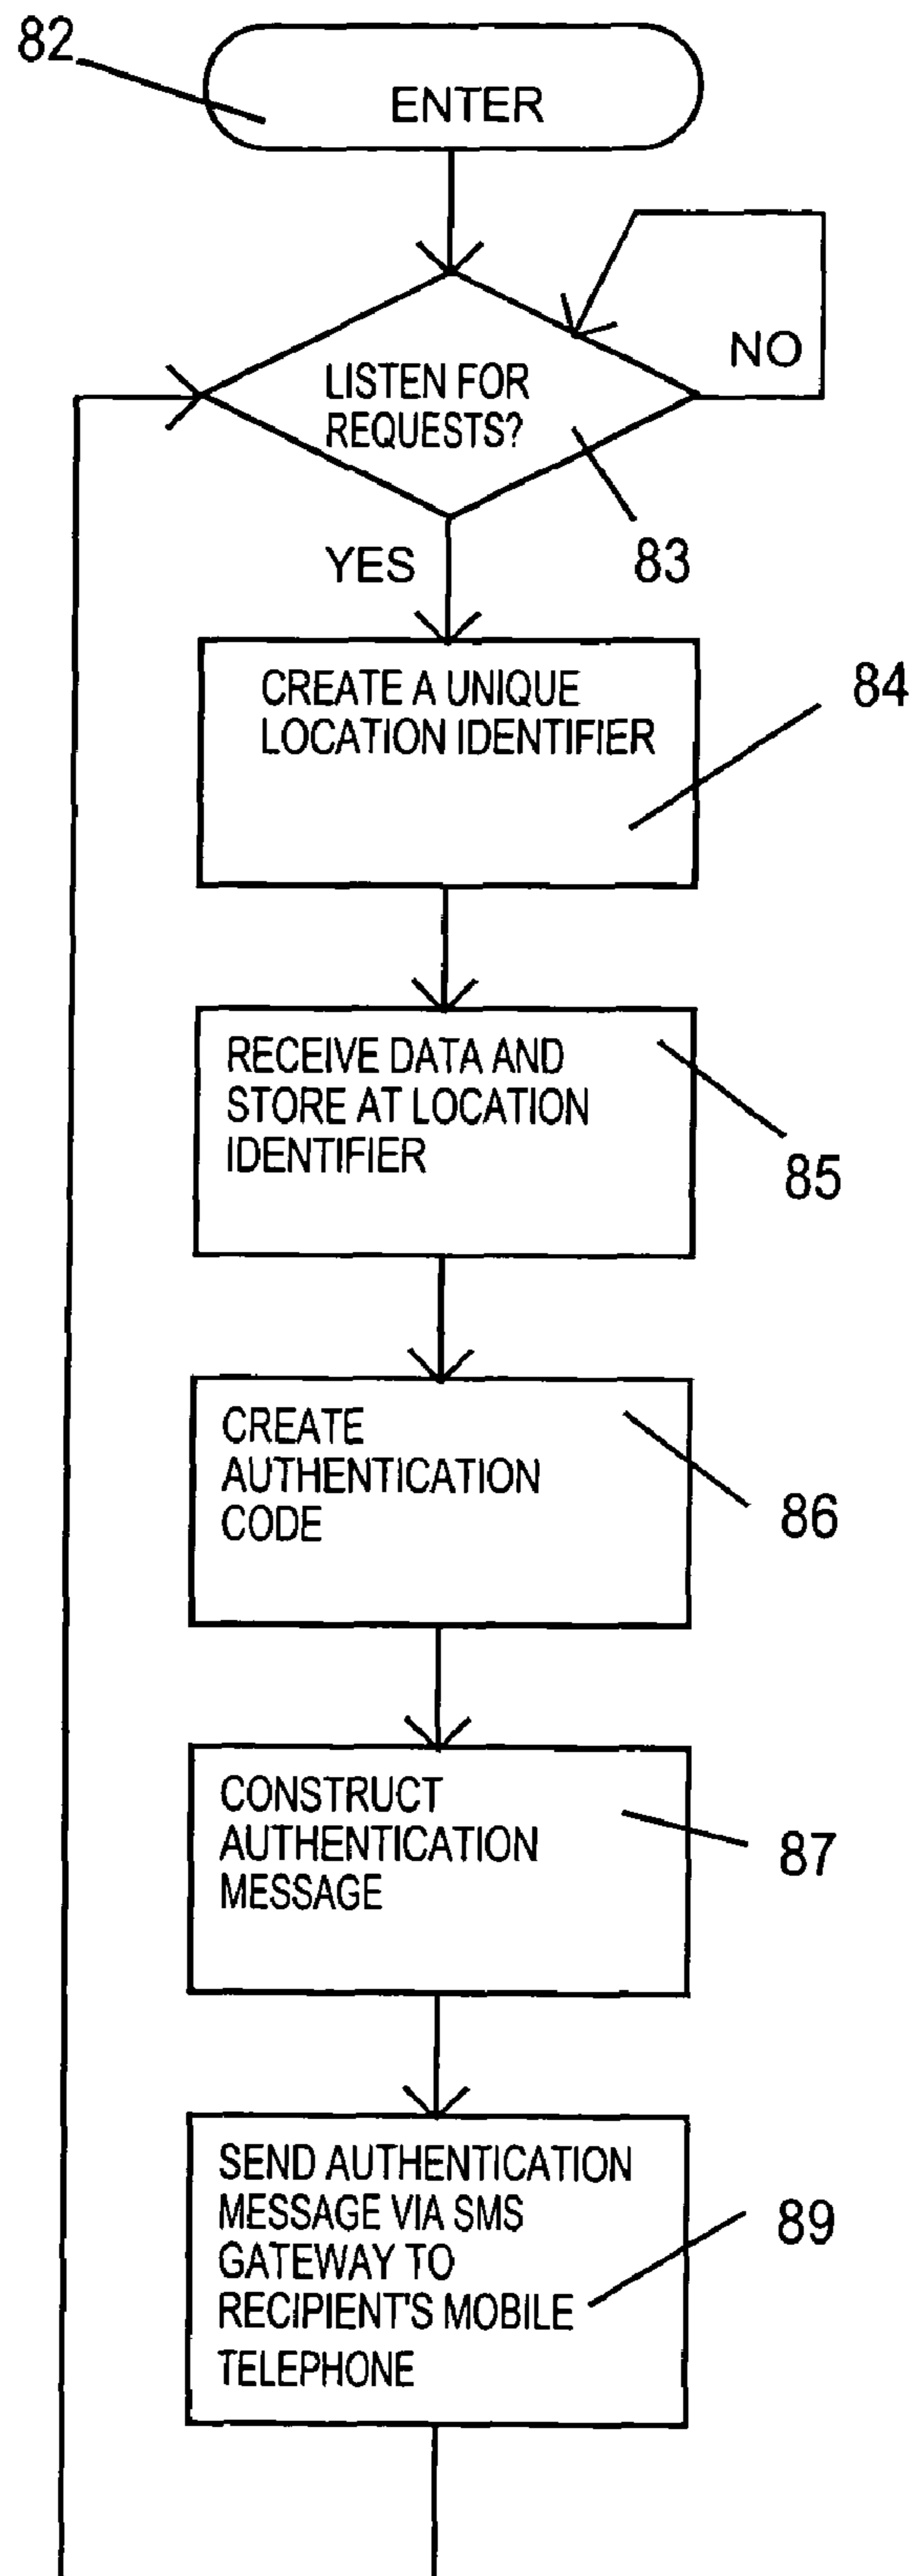 82
ENTER
NO
LISTEN FOR
REQUESTS?
YES
83
CREATE A UNIQUE
LOCATION IDENTIFIER
84
RECEIVE DATA AND
STORE AT LOCATION
IDENTIFIER
85
CREATE
AUTHENTICATION
CODE
86
CONSTRUCT
AUTHENTICATION
MESSAGE
87
SEND AUTHENTICATION
MESSAGE VIA SMS
GATEWAY TO
RECIPIENT'S MOBILE
TELEPHONE
89